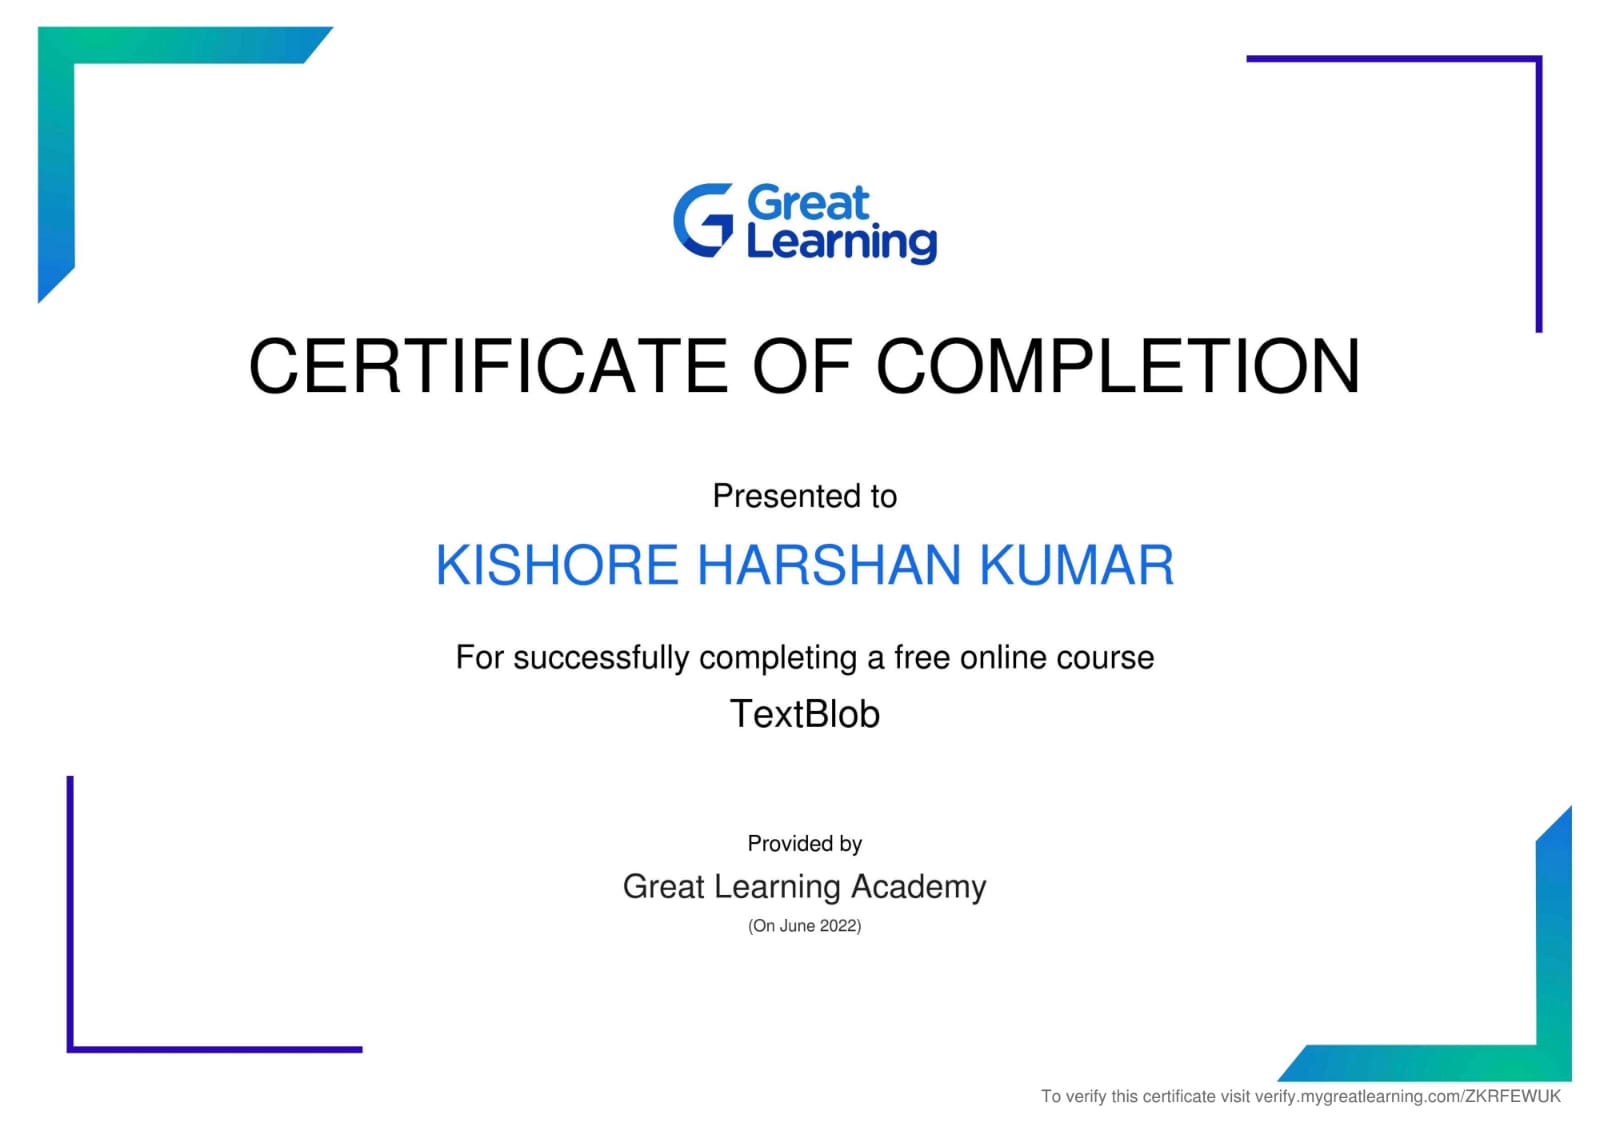 Great
Learning
CERTIFICATE OF COMPLETION
Presented to
KISHORE HARSHAN KUMAR
For successfully completing a free online course
TextBlob
Provided by
Great Learning Academy
(On June 2022)
To verify this certificate visit verify.mygreatlearning.com/ZKRFEWUK